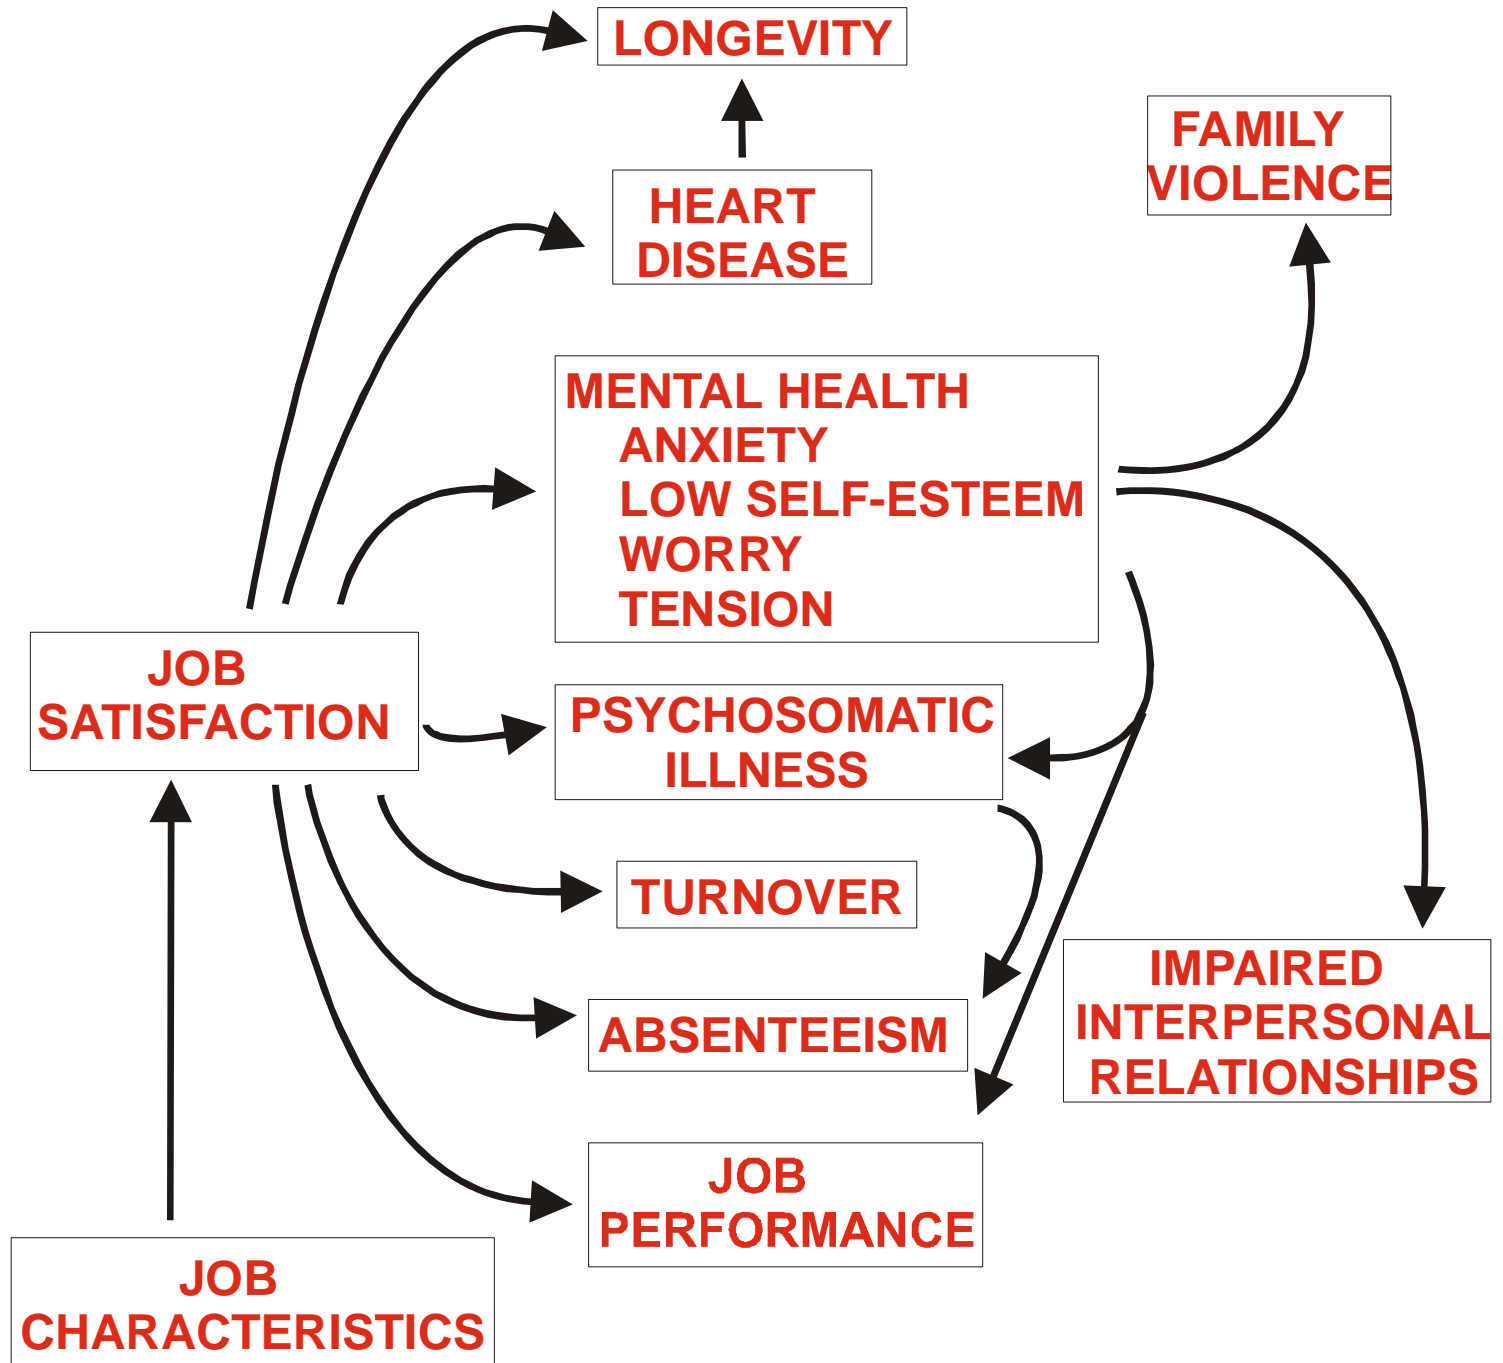 LONGEVITY
FAMILY
VIOLENCE
HEART
DISEASE
MENTAL HEALTH
ANXIETY
LOW SELF-ESTEEM
WORRY
TENSION
JOB
SATISFACTION
PSYCHOSOMATIC
ILLNESS
TURNOVER
ABSENTEEISM
IMPAIRED
INTERPERSONAL
RELATIONSHIPS
JOB
PERFORMANCE
JOB
CHARACTERISTICS